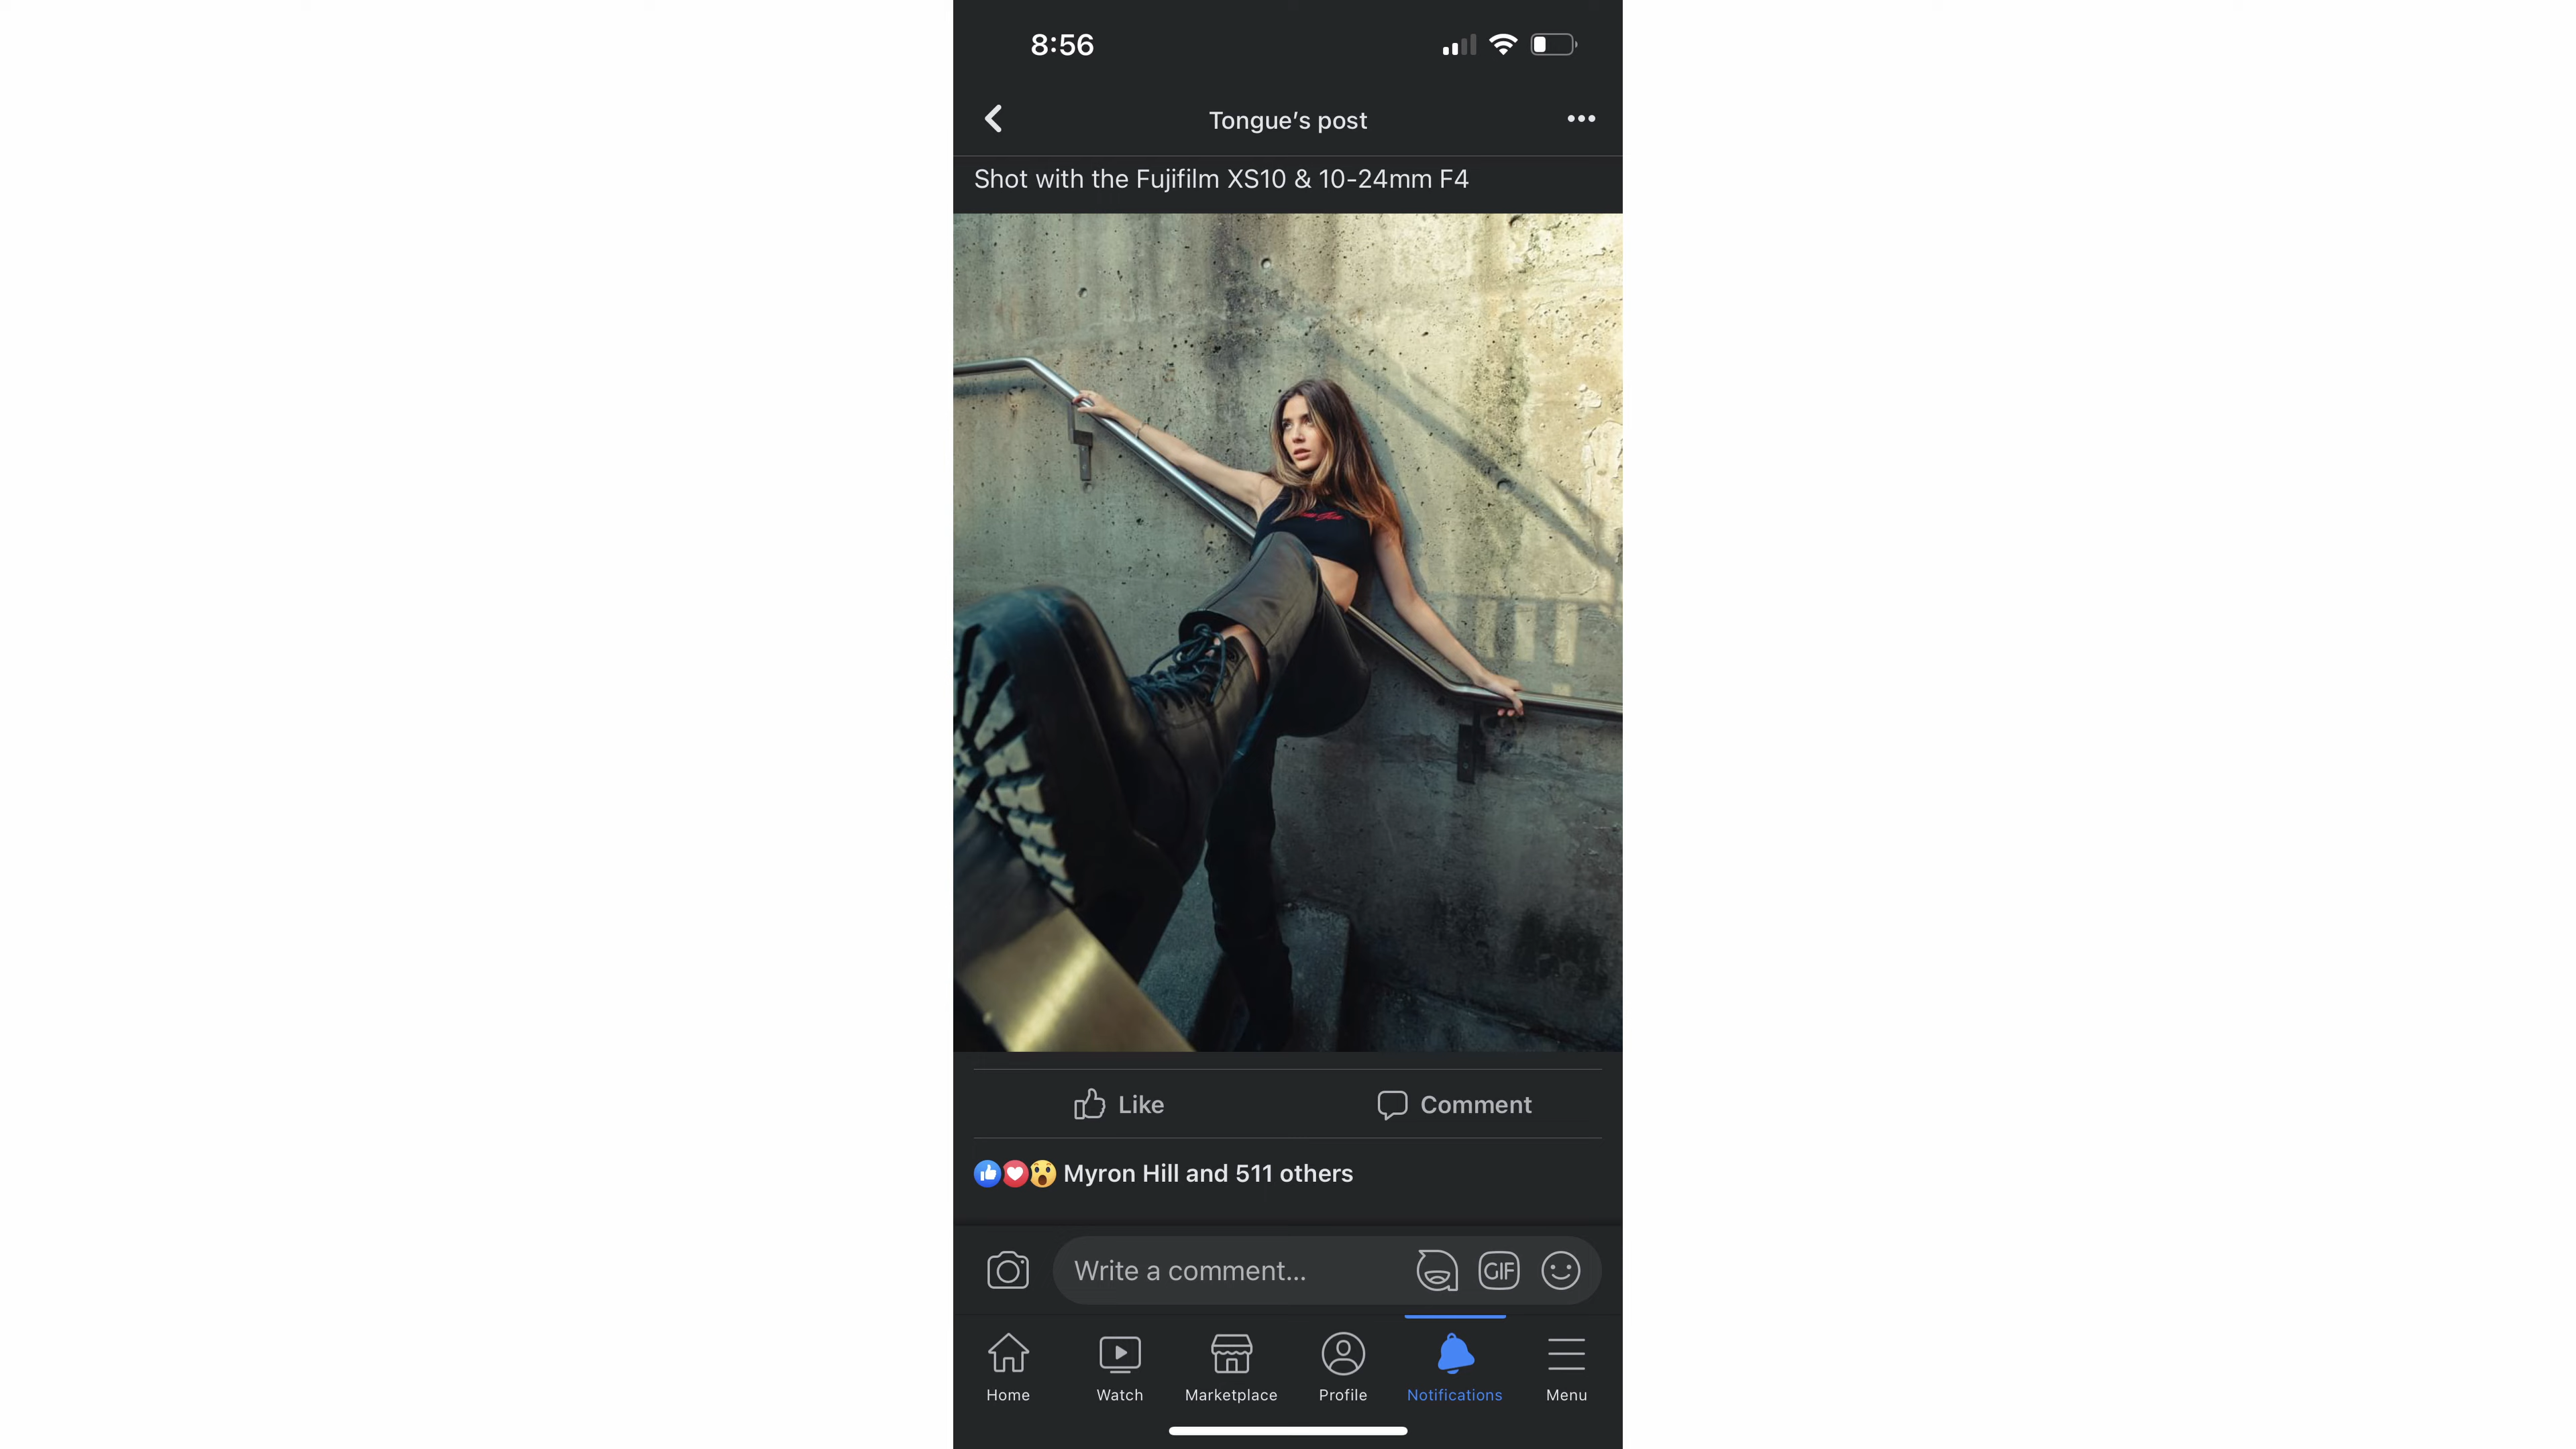 8:56
Tongue’s post
Shot with the Fujifilm XS10 & 10-24mm F4
Like
Comment
Myron Hill and 511 others
Write a comment...
GIF
Home
Watch
Marketplace
Profile
Notifications
Menu